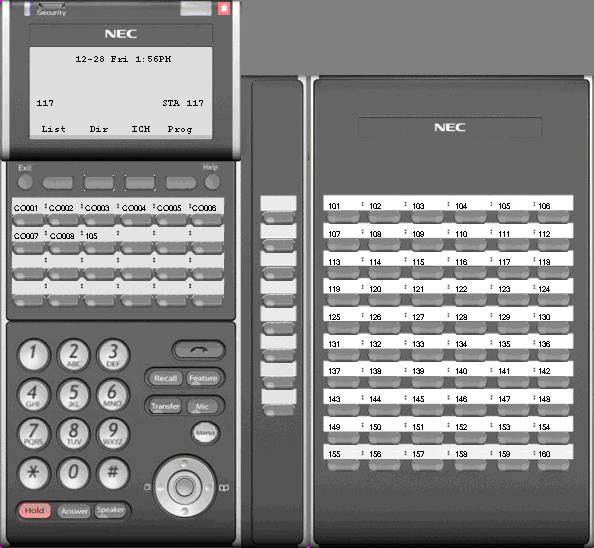 Security
NEC
12-28 Fri 1:56PM
117 STA 117
List Dir ICM Prog
Exit Help
CO001 : CO002 : CO003 : CO004 : CO005 : CO006
CO007 : CO008 : 105
1
2 ABC
3 DEF
4 GHI
5 JKL
6 MNO
7 PQRS
8 TUV
9 WXYZ
* 0 #
Recall Feature
Transfer Mic
Menu
Hold Answer Speaker
NEC
101 : 102 : 103 : 104 : 105 : 106
107 : 108 : 109 : 110 : 111 : 112
113 : 114 : 115 : 116 : 117 : 118
119 : 120 : 121 : 122 : 123 : 124
125 : 126 : 127 : 128 : 129 : 130
131 : 132 : 133 : 134 : 135 : 136
137 : 138 : 139 : 140 : 141 : 142
143 : 144 : 145 : 146 : 147 : 148
149 : 150 : 151 : 152 : 153 : 154
155 : 156 : 157 : 158 : 159 : 160